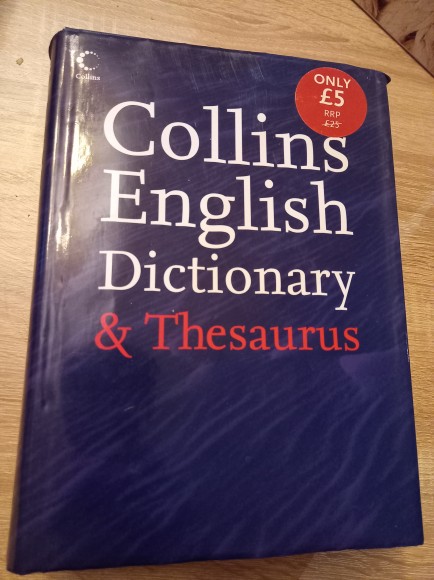 Collins
ONLY
£5
RRP
£25
Collins
English
Dictionary
& Thesaurus